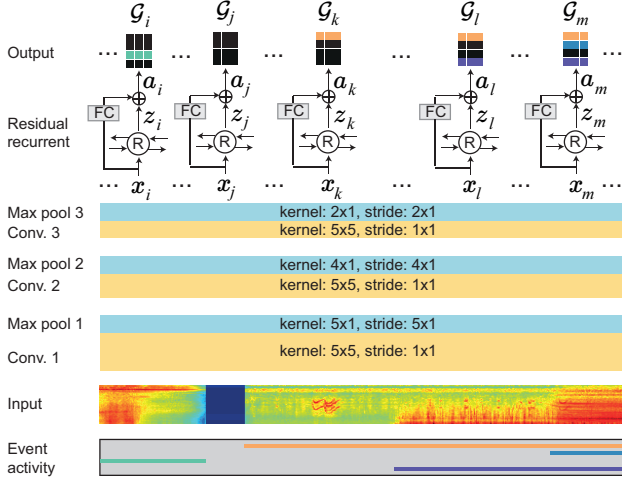 𝒢i 𝒢j 𝒢k 𝒢l 𝒢m
Output ... ... ... ... ... ...
ai aj ak al am
FC FC FC FC FC
zi zj zk zl zm
Residual
recurrent
R R R R R
... xi ... xj ... xk ... xl ... xm ...
Max pool 3 kernel: 2x1, stride: 2x1
Conv. 3 kernel: 5x5, stride: 1x1
Max pool 2 kernel: 4x1, stride: 4x1
Conv. 2 kernel: 5x5, stride: 1x1
Max pool 1 kernel: 5x1, stride: 5x1
Conv. 1 kernel: 5x5, stride: 1x1
Input
Event
activity